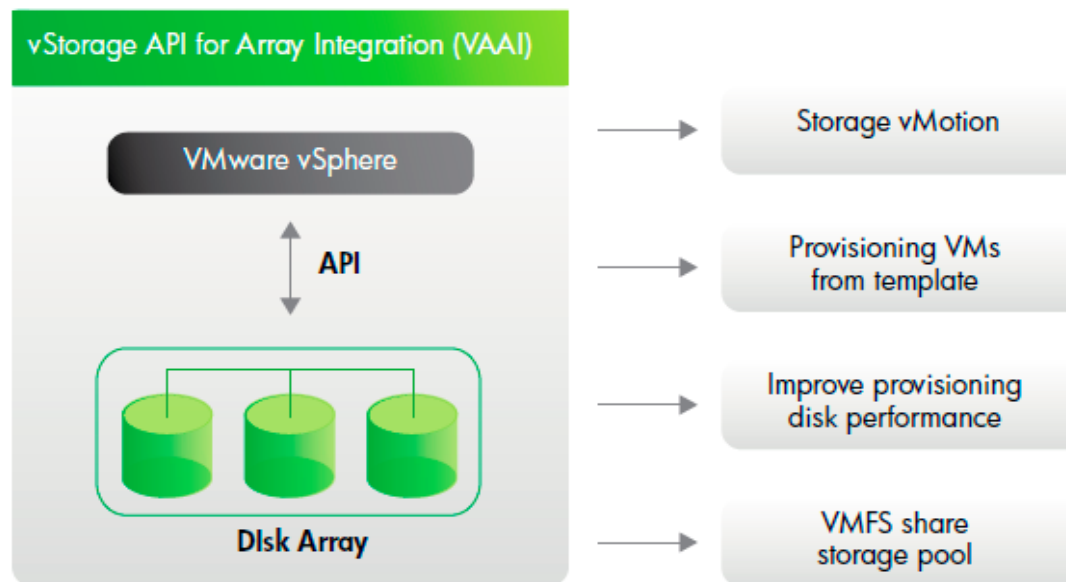 vStorage API for Array Integration (VAAI)
VMware vSphere
API
DIsk Array
Storage vMotion
Provisioning VMs
from template
Improve provisioning
disk performance
VMFS share
storage pool